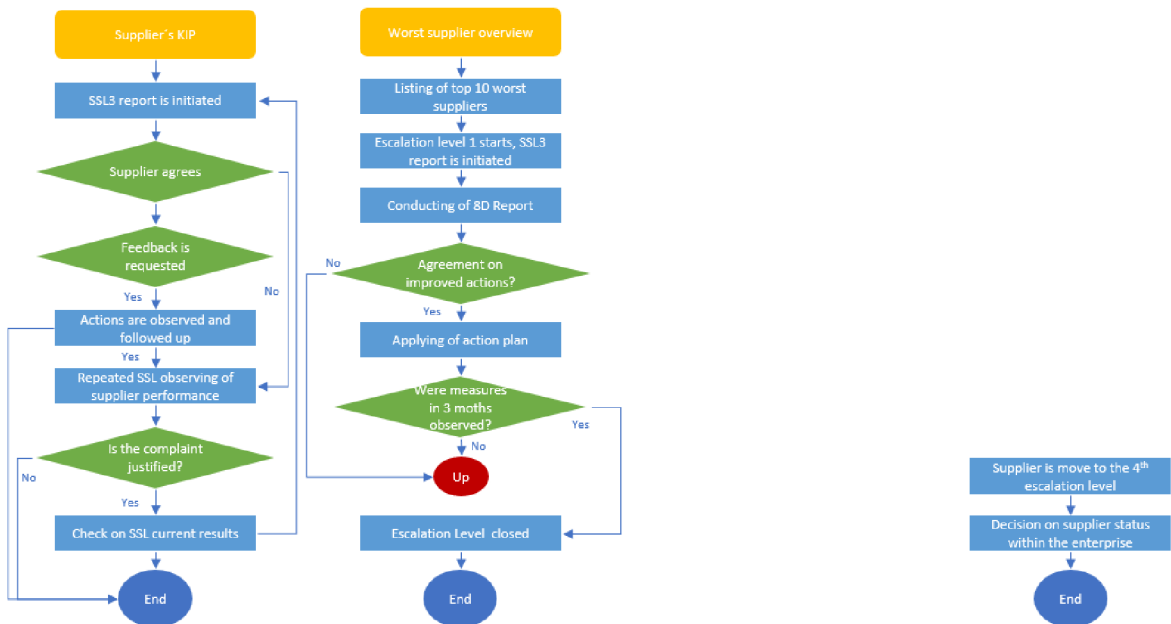 Supplier´s KIP
SSL3 report is initiated
Supplier agrees
Feedback is
requested
Yes
No
Actions are observed and
followed up
Yes
Repeated SSL observing of
supplier performance
Is the complaint
justified?
No
Yes
Check on SSL current results
End
Worst supplier overview
Listing of top 10 worst
suppliers
Escalation level 1 starts, SSL3
report is initiated
Conducting of 8D Report
No
Agreement on
improved actions?
Yes
Applying of action plan
Were measures
in 3 moths
observed?
Yes
No
Up
Escalation Level closed
End
Supplier is move to the 4th
escalation level
Decision on supplier status
within the enterprise
End